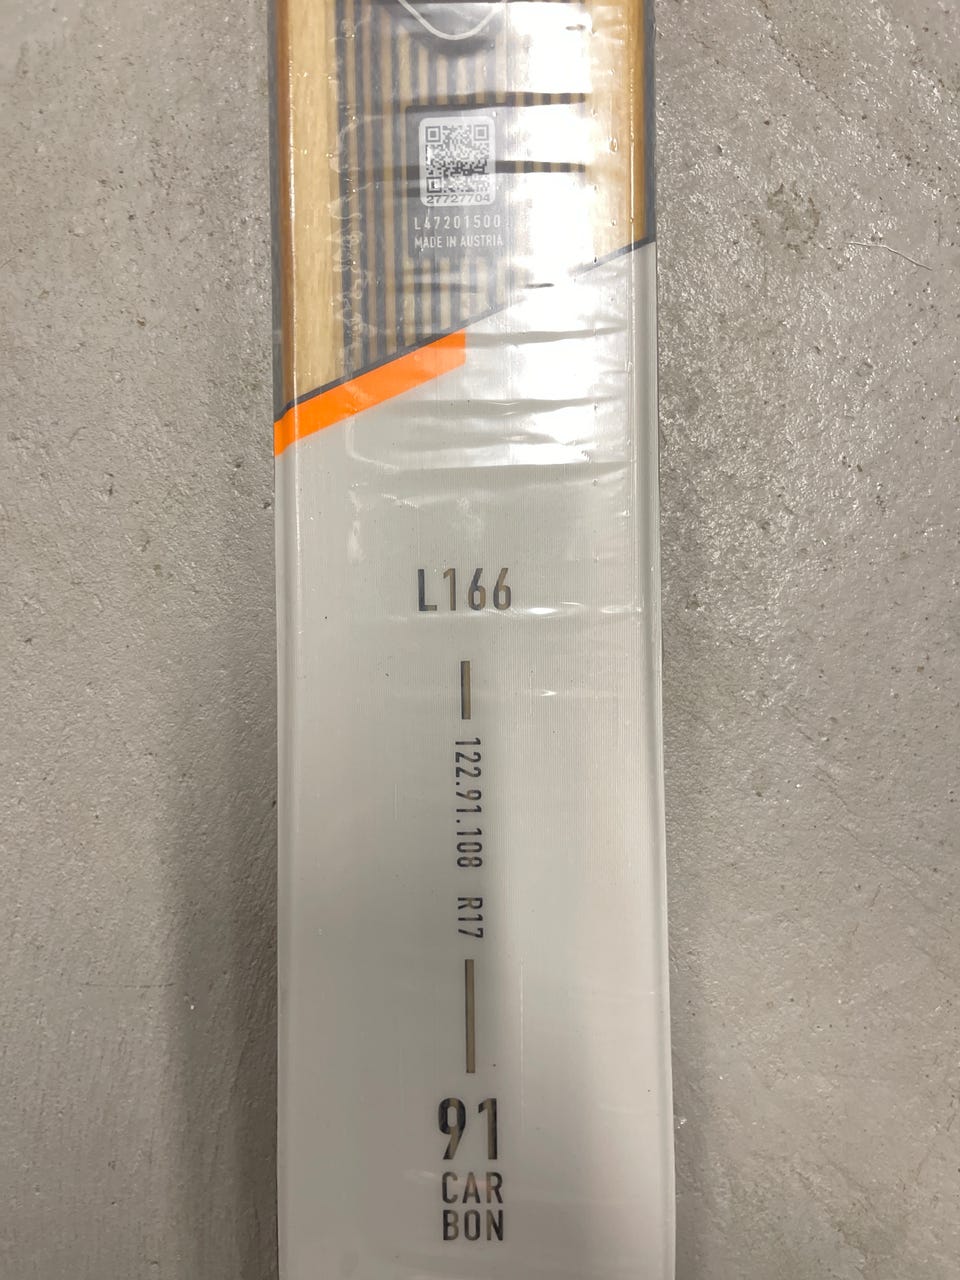 27727704
L47201500
MADE IN AUSTRIA
L166
122.91.108 R17
91
CAR
BON